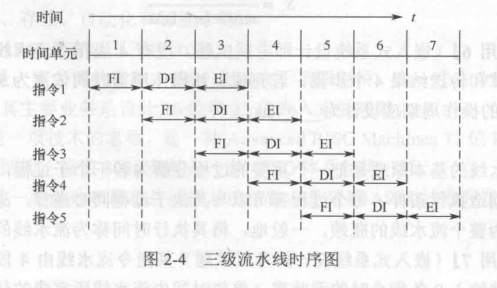 时间 t
时间单元 1 2 3 4 5 6 7
指令1 FI DI EI
指令2 FI DI EI
指令3 FI DI EI
指令4 FI DI EI
指令5 FI DI EI
图2-4 三级流水线时序图